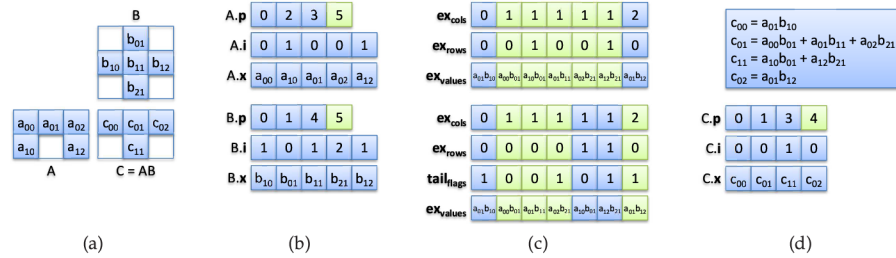 B
b01
b10 b11 b12
b21
a00 a01 a02
a10 a12
A
c00 c01 c02
c11
C = AB
(a)
A.p 0 2 3 5
A.i 0 1 0 0 1
A.x a00 a10 a01 a02 a12
B.p 0 1 4 5
B.i 1 0 1 2 1
B.x b10 b01 b11 b21 b12
(b)
excols 0 1 1 1 1 1 2
exrows 0 0 1 0 0 1 0
exvalues a01b10 a00b01 a10b01 a01b11 a02b21 a12b21 a01b12
excols 0 1 1 1 1 1 2
exrows 0 0 0 0 1 1 0
tailflags 1 0 0 1 0 1 1
exvalues a01b10 a00b01 a01b11 a02b21 a10b01 a12b21 a01b12
(c)
c00 = a01b10
c01 = a00b01 + a01b11 + a02b21
c11 = a10b01 + a12b21
c02 = a01b12
C.p 0 1 3 4
C.i 0 0 1 0
C.x c00 c01 c11 c02
(d)